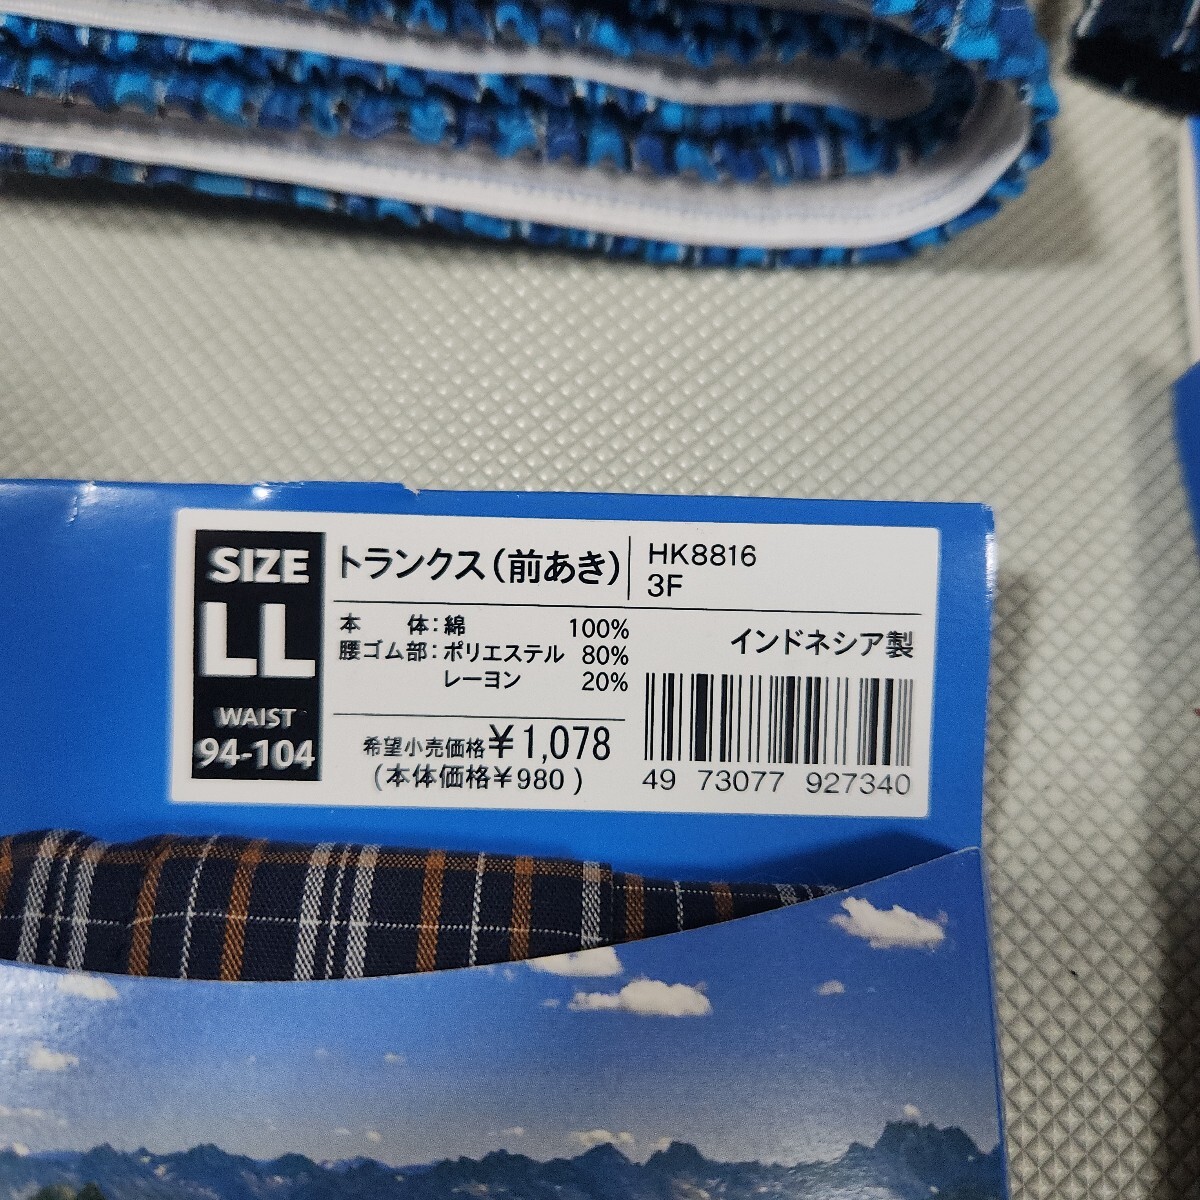 SIZE
LL
WAIST
94-104
トランクス(前あき)
HK8816
3F
本　体:綿 100%
腰ゴム部:ポリエステル 80%
レーヨン 20%
インドネシア製
希望小売価格¥1,078
(本体価格¥980 )
49 73077 927340